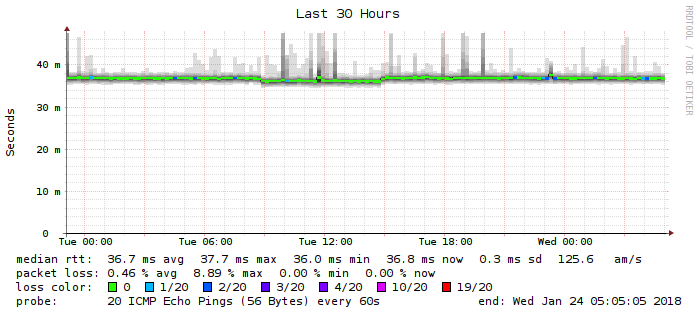 Last 30 Hours
RRDTOOL / TOBI OETIKER
Seconds
40 m
30 m
20 m
10 m
0
Tue 00:00 Tue 06:00 Tue 12:00 Tue 18:00 Wed 00:00
median rtt: 36.7 ms avg 37.7 ms max 36.0 ms min 36.8 ms now 0.3 ms sd 125.6 am/s
packet loss: 0.46 % avg 8.89 % max 0.00 % min 0.00 % now
loss color: 0 1/20 2/20 3/20 4/20 10/20 19/20
probe: 20 ICMP Echo Pings (56 Bytes) every 60s end: Wed Jan 24 05:05:05 2018